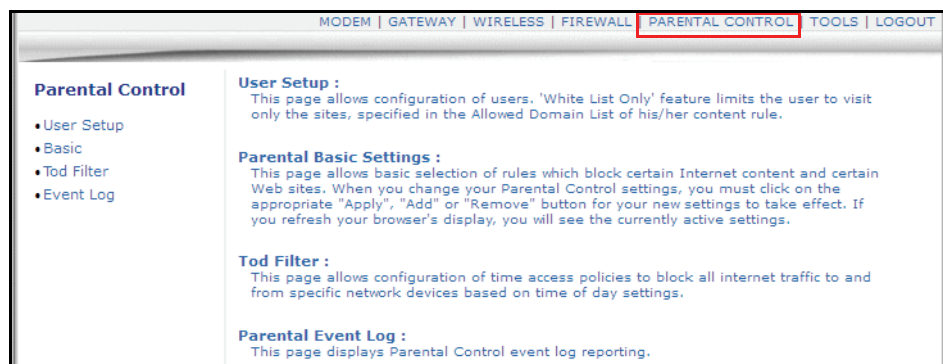 MODEM | GATEWAY | WIRELESS | FIREWALL | PARENTAL CONTROL | TOOLS | LOGOUT
Parental Control
•User Setup
•Basic
•Tod Filter
•Event Log
User Setup :
This page allows configuration of users. 'White List Only' feature limits the user to visit
only the sites, specified in the Allowed Domain List of his/her content rule.
Parental Basic Settings :
This page allows basic selection of rules which block certain Internet content and certain
Web sites. When you change your Parental Control settings, you must click on the
appropriate "Apply", "Add" or "Remove" button for your new settings to take effect. If
you refresh your browser's display, you will see the currently active settings.
Tod Filter :
This page allows configuration of time access policies to block all internet traffic to and
from specific network devices based on time of day settings.
Parental Event Log :
This page displays Parental Control event log reporting.